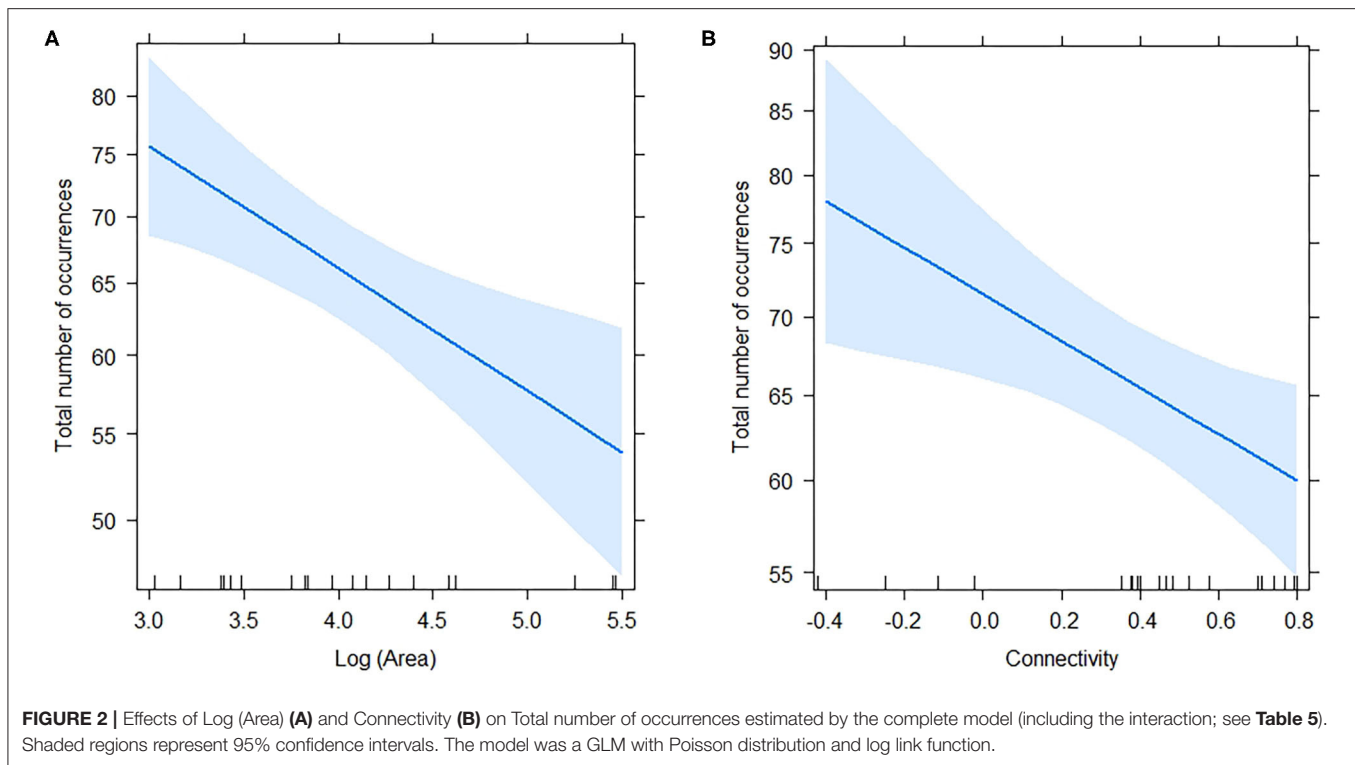 A
Total number of occurrences
80
75
70
65
60
55
50
3.0 3.5 4.0 4.5 5.0 5.5
Log (Area)
B
Total number of occurrences
90
85
80
75
70
65
60
55
-0.4 -0.2 0.0 0.2 0.4 0.6 0.8
Connectivity
FIGURE 2 | Effects of Log (Area) (A) and Connectivity (B) on Total number of occurrences estimated by the complete model (including the interaction; see Table 5).
Shaded regions represent 95% confidence intervals. The model was a GLM with Poisson distribution and log link function.